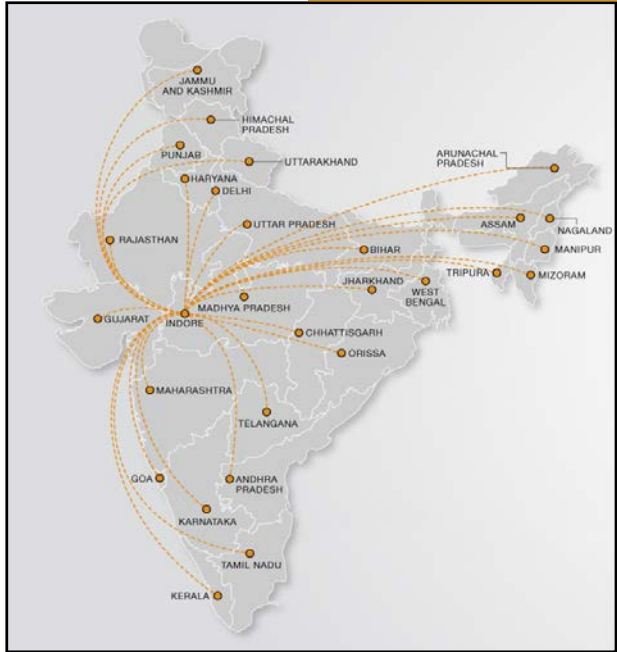 JAMMU
AND KASHMIR
HIMACHAL
PRADESH
PUNJAB
UTTARAKHAND
ARUNACHAL
PRADESH
HARYANA
DELHI
UTTAR PRADESH
ASSAM
NAGALAND
RAJASTHAN
BIHAR
MANIPUR
TRIPURA
MIZORAM
JHARKHAND
WEST
BENGAL
MADHYA PRADESH
GUJARAT
INDORE
CHHATTISGARH
ORISSA
MAHARASHTRA
TELANGANA
GOA
ANDHRA
PRADESH
KARNATAKA
TAMIL NADU
KERALA